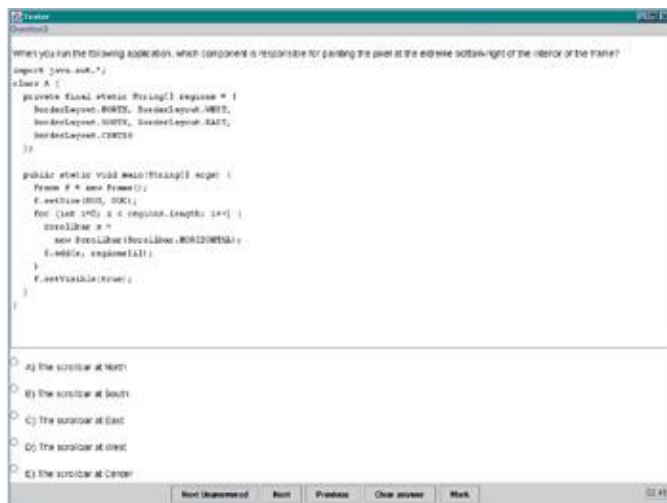 Tester
Question 2
When you run the following application, which component is responsible for painting the pixel at the extreme bottom-right of the interior of the frame?
import java.awt.*;
class A {
private final static String[] regions = {
BorderLayout.NORTH, BorderLayout.WEST,
BorderLayout.SOUTH, BorderLayout.EAST,
BorderLayout.CENTER
};
public static void main(String[] args) {
Frame f = new Frame();
f.setSize(
for (int i=0; i < regions.length; i++) {
Scrollbar s =
new Scrollbar(Scrollbar.HORIZONTAL);
f.add(s, regions[i]);
}
f.setVisible(true);
}
}
A) The scrollbar at North
B) The scrollbar at South
C) The scrollbar at East
D) The scrollbar at West
E) The scrollbar at Center
Next Unanswered Next Previous Clear answer Mark